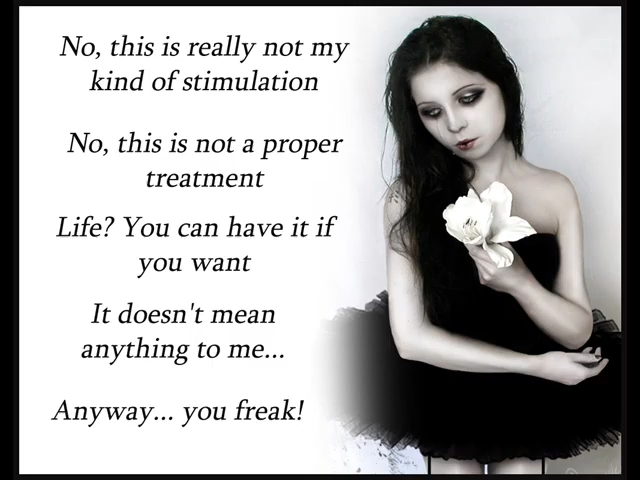 No, this is really not my
kind of stimulation
No, this is not a proper
treatment
Life? You can have it if
you want
It doesn't mean
anything to me...
Anyway... you freak!